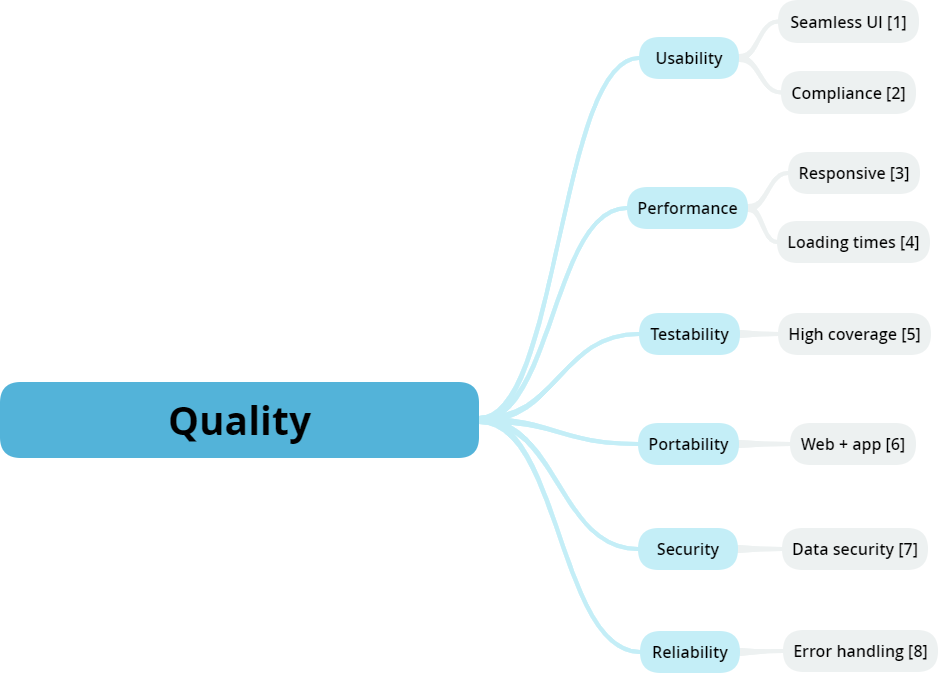 Quality
Usability
Seamless UI [1]
Compliance [2]
Performance
Responsive [3]
Loading times [4]
Testability
High coverage [5]
Portability
Web + app [6]
Security
Data security [7]
Reliability
Error handling [8]